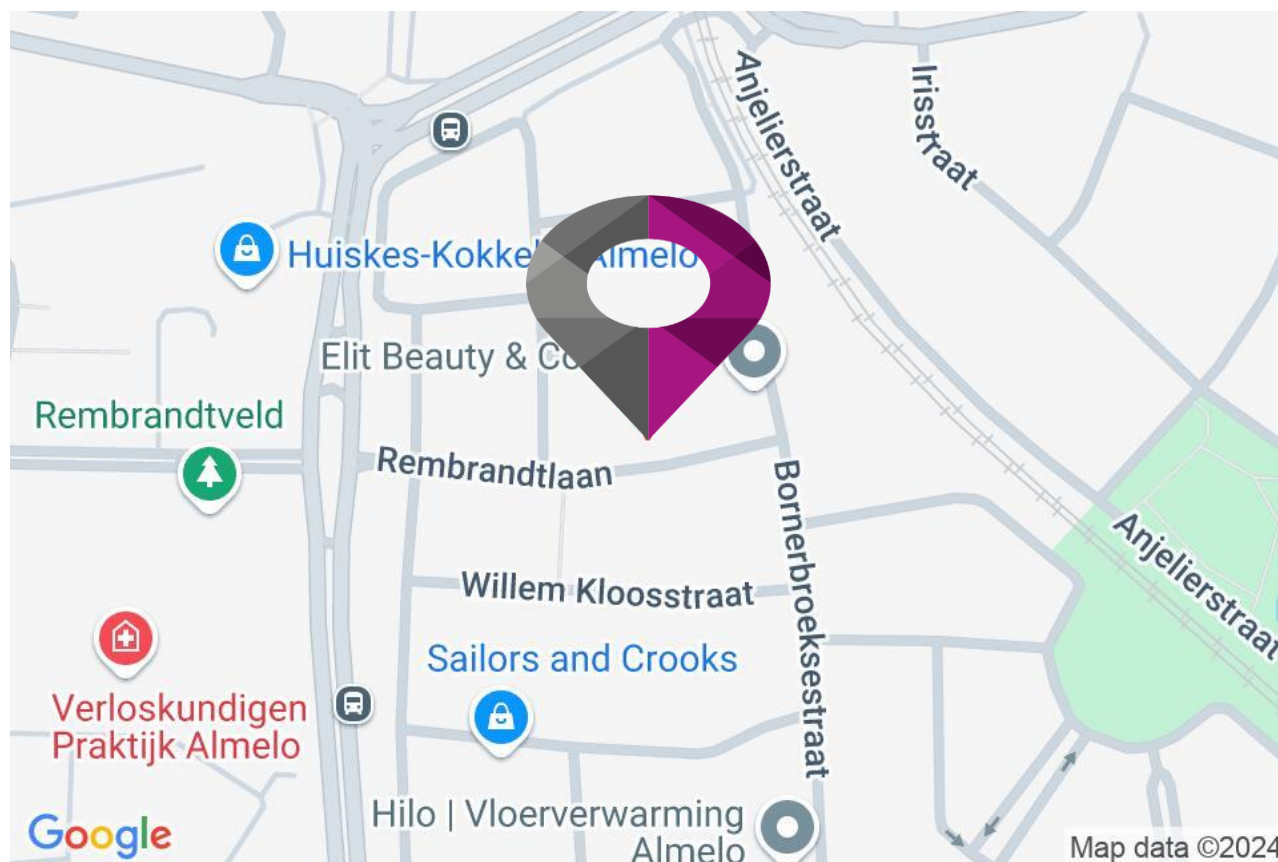 Anjelierstraat
Irisstraat
Huiskes-Kokke
Almelo
Elit Beauty & Co
Rembrandtveld
Rembrandtlaan
Bornerbroeksestraat
Anjelierstraat
Willem Kloosstraat
Sailors and Crooks
Verloskundigen
Praktijk Almelo
Hilo | Vloerverwarming
Almelo
Google
Map data ©2024